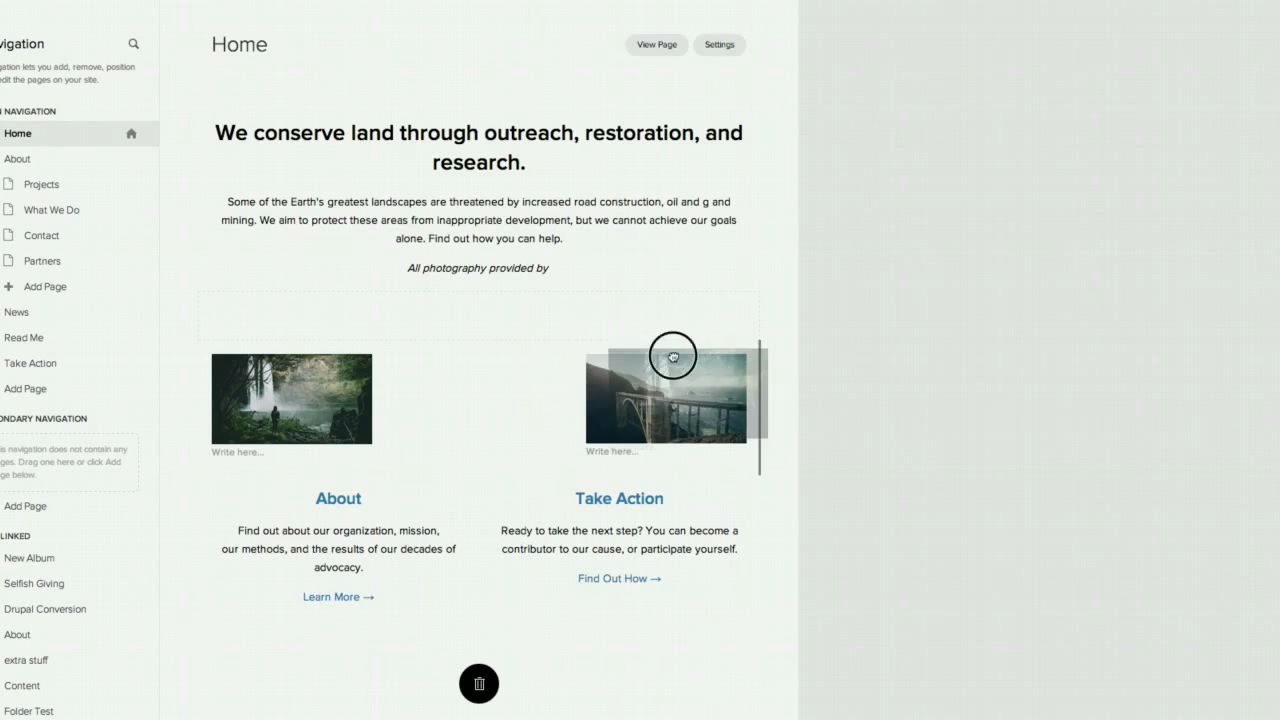 vigation
gation lets you add, remove, position
edit the pages on your site.
N NAVIGATION
Home
About
Projects
What We Do
Contact
Partners
Add Page
News
Read Me
Take Action
Add Page
ONDARY NAVIGATION
is navigation does not contain any
ges. Drag one here or click Add
ge below.
Add Page
LINKED
New Album
Selfish Giving
Drupal Conversion
About
extra stuff
Content
Folder Test
Home
View Page
Settings
We conserve land through outreach, restoration, and
research.
Some of the Earth's greatest landscapes are threatened by increased road construction, oil and g and
mining. We aim to protect these areas from inappropriate development, but we cannot achieve our goals
alone. Find out how you can help.
All photography provided by
Write here...
Write here...
About
Find out about our organization, mission,
our methods, and the results of our decades of
advocacy.
Learn More →
Take Action
Ready to take the next step? You can become a
contributor to our cause, or participate yourself.
Find Out How →